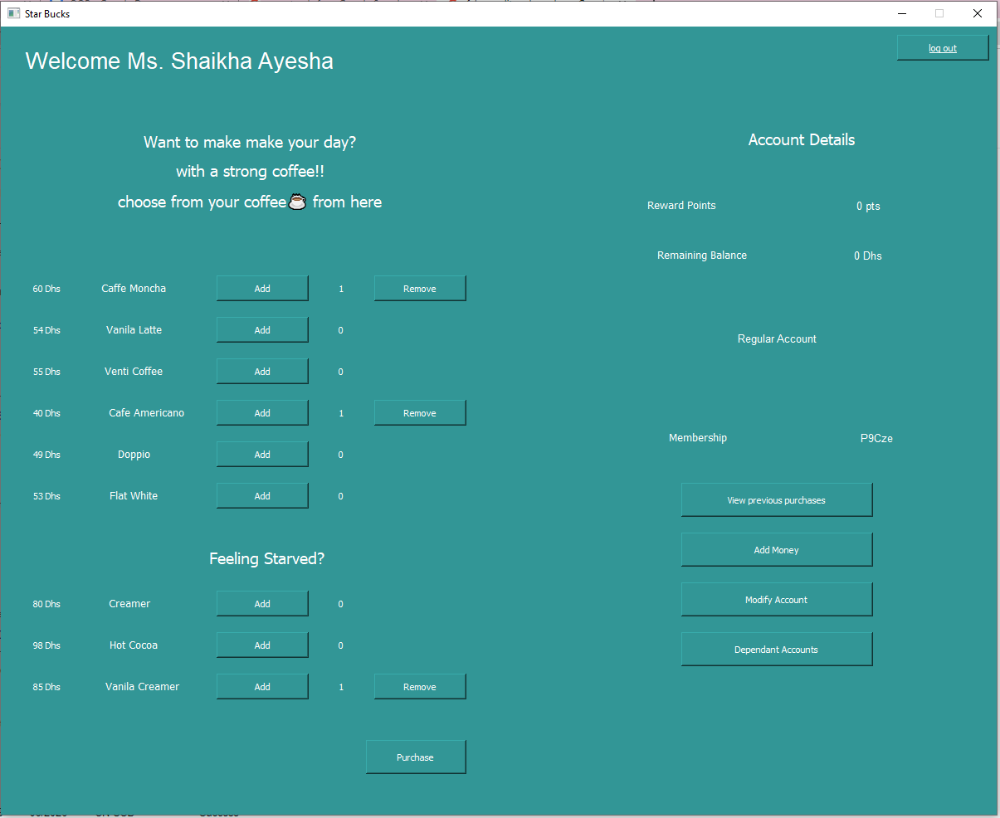 Star Bucks
log out
Welcome Ms. Shaikha Ayesha
Want to make make your day?
with a strong coffee!!
choose from your coffee☕ from here
60 Dhs Caffe Moncha Add 1 Remove
54 Dhs Vanila Latte Add 0
55 Dhs Venti Coffee Add 0
40 Dhs Cafe Americano Add 1 Remove
49 Dhs Doppio Add 0
53 Dhs Flat White Add 0
Feeling Starved?
80 Dhs Creamer Add 0
98 Dhs Hot Cocoa Add 0
85 Dhs Vanila Creamer Add 1 Remove
Purchase
Account Details
Reward Points 0 pts
Remaining Balance 0 Dhs
Regular Account
Membership P9Cze
View previous purchases
Add Money
Modify Account
Dependant Accounts